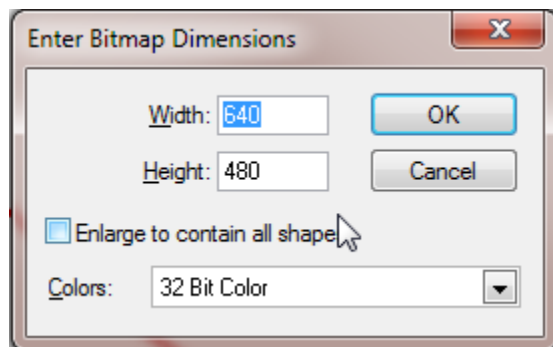 Enter Bitmap Dimensions
Width: 640 OK
Height: 480 Cancel
Enlarge to contain all shape
Colors: 32 Bit Color